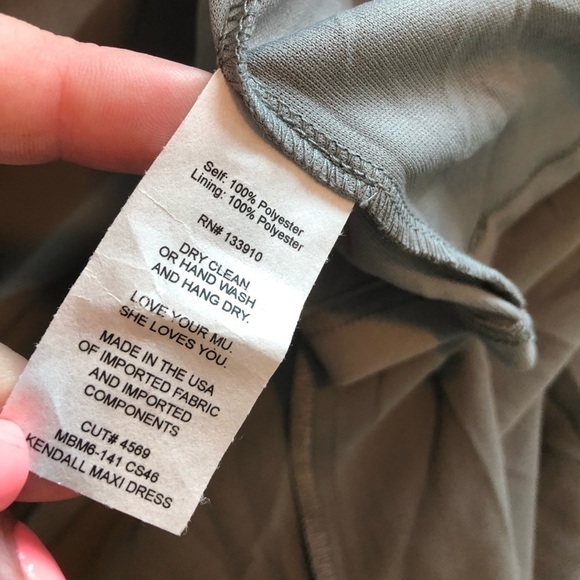 Self: 100% Polyester
Lining: 100% Polyester
RN# 133910
DRY CLEAN
OR HAND WASH
AND HANG DRY.
LOVE YOUR MU.
SHE LOVES YOU.
MADE IN THE USA
OF IMPORTED FABRIC
AND IMPORTED
COMPONENTS
CUT# 4569
MBM6-141 CS46
KENDALL MAXI DRESS